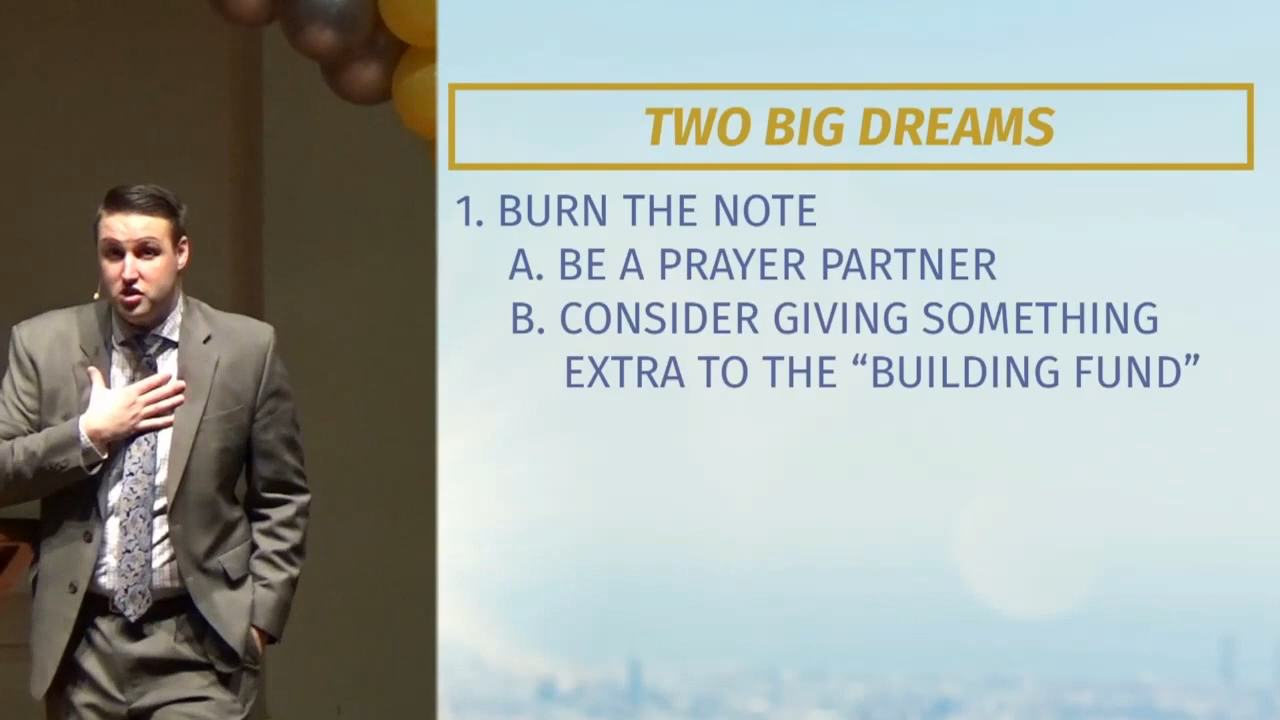 TWO BIG DREAMS
1. BURN THE NOTE
A. BE A PRAYER PARTNER
B. CONSIDER GIVING SOMETHING
EXTRA TO THE “BUILDING FUND”